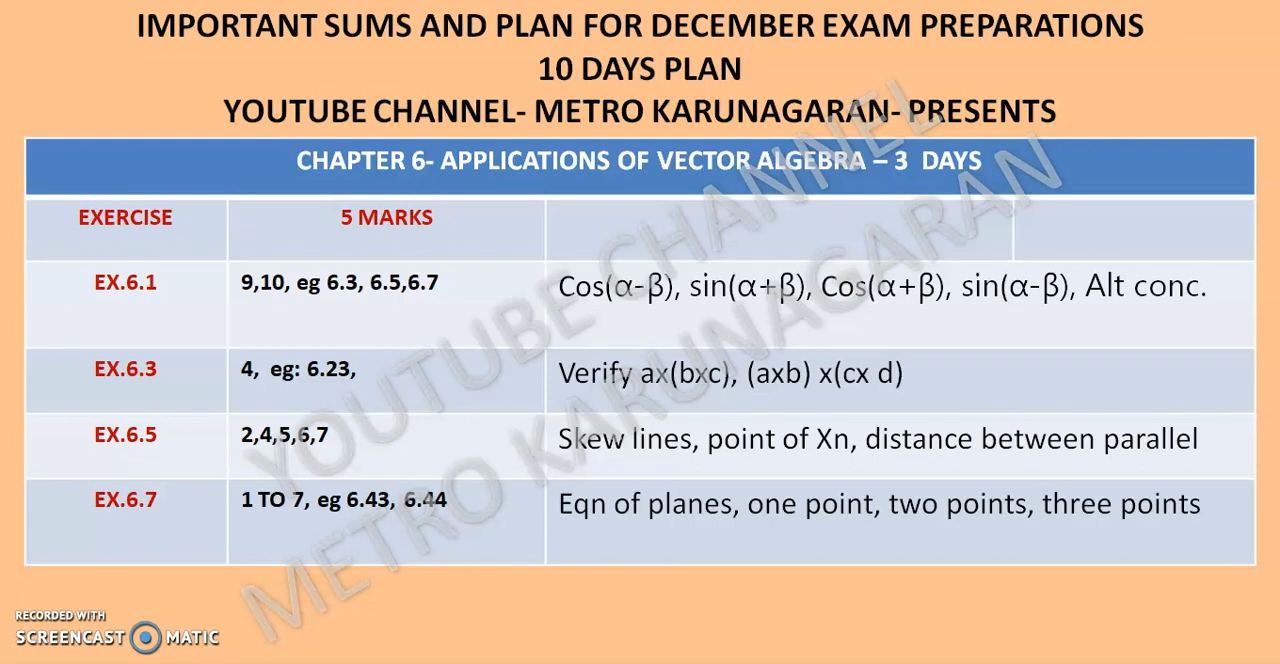 IMPORTANT SUMS AND PLAN FOR DECEMBER EXAM PREPARATIONS
10 DAYS PLAN
YOUTUBE CHANNEL- METRO KARUNAGARAN- PRESENTS
CHAPTER 6- APPLICATIONS OF VECTOR ALGEBRA – 3 DAYS
EXERCISE 5 MARKS
EX.6.1 9,10, eg 6.3, 6.5,6.7 Cos(α-β), sin(α+β), Cos(α+β), sin(α-β), Alt conc.
EX.6.3 4, eg: 6.23, Verify ax(bxc), (axb) x(cx d)
EX.6.5 2,4,5,6,7 Skew lines, point of Xn, distance between parallel
EX.6.7 1 TO 7, eg 6.43, 6.44 Eqn of planes, one point, two points, three points
YOUTUBE CHANNEL
METRO KARUNAGARAN
RECORDED WITH
SCREENCAST MATIC